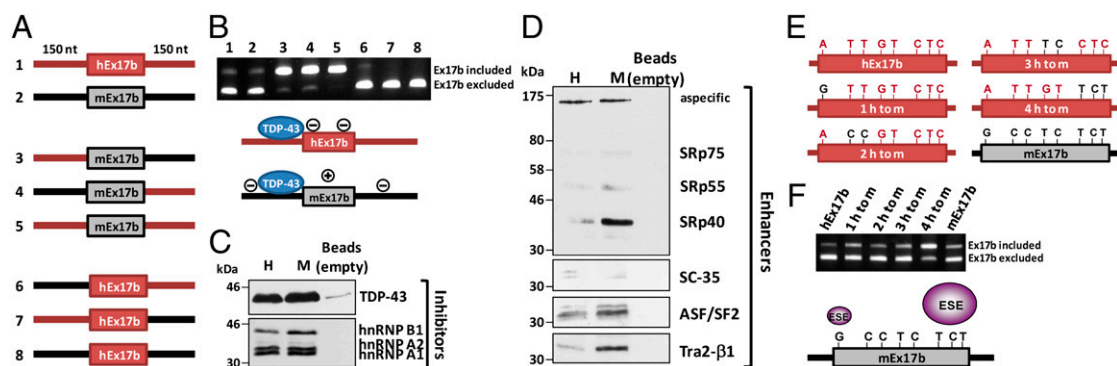 A
150 nt 150 nt
1 hEx17b
2 mEx17b
3 mEx17b
4 mEx17b
5 mEx17b
6 hEx17b
7 hEx17b
8 hEx17b
B
1 2 3 4 5 6 7 8
Ex17b included
Ex17b excluded
TDP-43 − −
hEx17b
− TDP-43 + −
mEx17b
C
kDa H M Beads (empty)
46
30
TDP-43
46
30
hnRNP B1
hnRNP A2
hnRNP A1
Inhibitors
D
kDa H M Beads (empty)
175 aspecific
80 SRp75
58 SRp55
46 SRp40
30
30 SC-35
30 ASF/SF2
46
30 Tra2-β1
Enhancers
E
A T T G T C T C
hEx17b
G T T G T C T C
1 h to m
A C C G T C T C
2 h to m
A T T T C C T C
3 h to m
A T T G T T C T
4 h to m
G C C T C T C T
mEx17b
F
hEx17b 1 h to m 2 h to m 3 h to m 4 h to m mEx17b
Ex17b included
Ex17b excluded
ESE ESE
G C C T C T C T
mEx17b